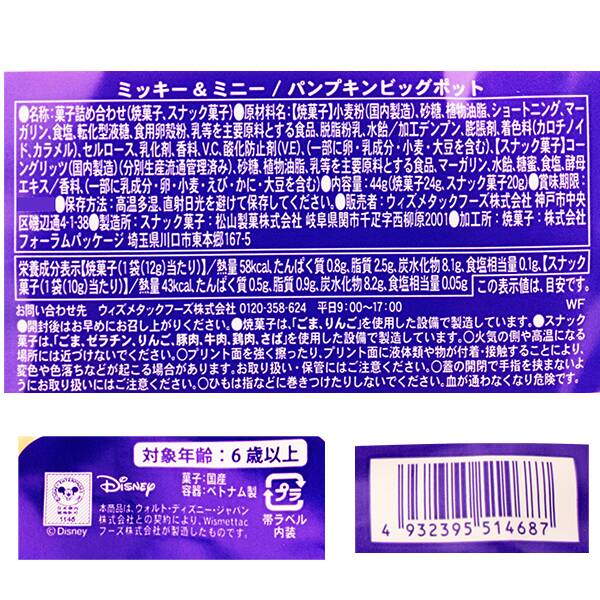 ミッキー & ミニー / パンプキンビッグポット
●名称:菓子詰め合わせ(焼菓子、スナック菓子)●原材料名:【焼菓子】小麦粉(国内製造)、砂糖、植物油脂、ショートニング、マー
ガリン、食塩、転化型液糖、食用卵殻粉、乳等を主要原料とする食品、脱脂粉乳、水飴/加工デンプン、膨脹剤、着色料(カロチノイ
ド、カラメル)、セルロース、乳化剤、香料、V.C、酸化防止剤(V.E)、(一部に卵・乳成分・小麦・大豆を含む)、【スナック菓子】コ
ーングリッツ(国内製造)(分別生産流通管理済み)、砂糖、植物油脂、乳等を主要原料とする食品、マーガリン、水飴、糖蜜、食塩、酵母
エキス/香料、(一部に乳成分・卵・小麦・えび・かに・大豆を含む)●内容量:44g(焼菓子24g、スナック菓子20g)●賞味期限:
●保存方法:高温多湿、直射日光を避けて保存してください。●販売者:ウィズメタックフーズ株式会社 神戸市中央
区磯辺通4-1-38●製造所:スナック菓子:松山製菓株式会社 岐阜県関市千疋字西柳原2001●加工所:焼菓子:株式会社
フォーラムパッケージ 埼玉県川口市東本郷167-5
栄養成分表示【焼菓子(1袋(12g)当たり)】/熱量 58kcal、たんぱく質 0.8g、脂質 2.5g、炭水化物 8.1g、食塩相当量 0.1g、【スナック
菓子(1袋(10g)当たり)】/熱量 43kcal、たんぱく質 0.5g、脂質 0.9g、炭水化物 8.2g、食塩相当量 0.05g この表示値は、目安です。
お問い合わせ先 ウィズメタックフーズ株式会社 0120-358-624 平日9:00~17:00 WF
●開封後はお早めにお召し上がりください。●焼菓子は、「ごま、りんご」を使用した設備で製造しています。●スナック
菓子は、「ごま、ゼラチン、りんご、豚肉、牛肉、鶏肉、さば」を使用した設備で製造しています。○火気の側や高温になる
場所には近づけないでください。○プリント面を強く擦ったり、プリント面に液体類や物が付着・接触することにより、
変色や色落ちなどが起こる場合があります。お取り扱い・保管にはご注意ください。○蓋の開閉で手指を挟まないよ
うにお取り扱いにはご注意ください。○ひもは指などに巻きつけたりしないでください。血が通わなくなり危険です。
対象年齢:6歳以上
1146
Disney
菓子:国産
容器:ベトナム製
本商品は、ウォルト・ディズニー・ジャパン
株式会社との契約により、Wismettac
フーズ株式会社が製造したものです。
© Disney
プラ
帯ラベル
内装
4 932395 514687